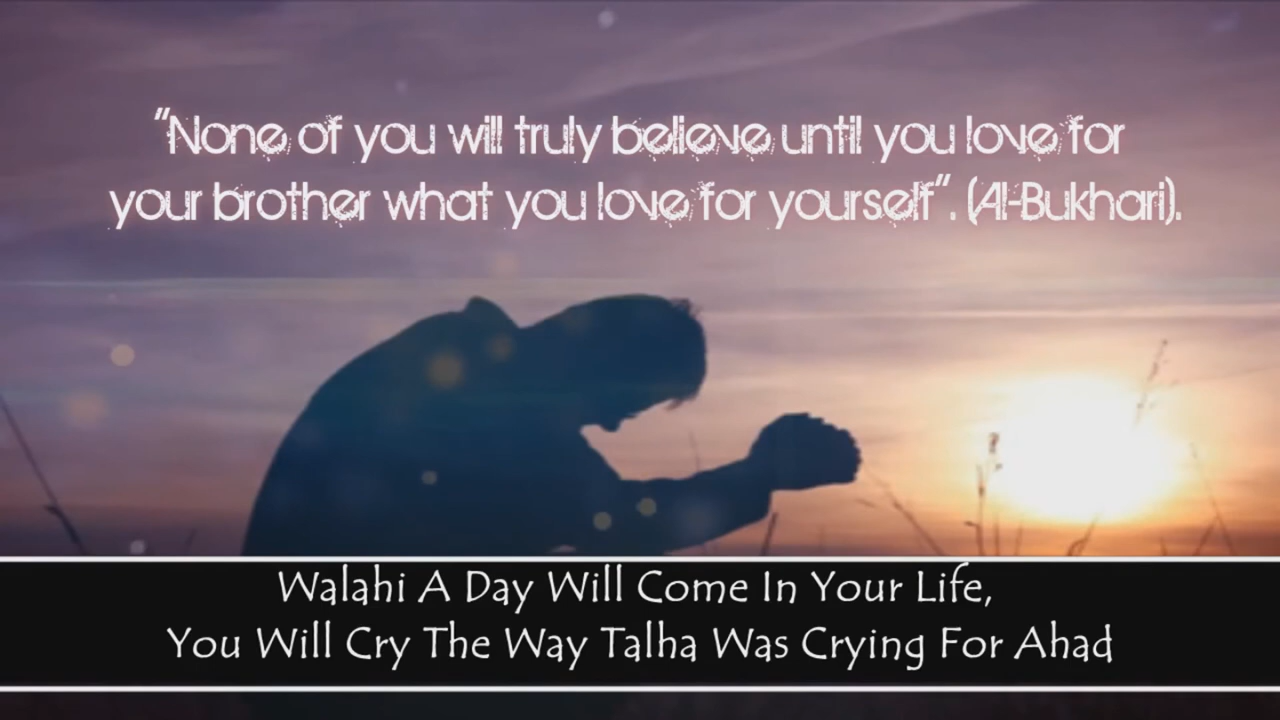 "None of you will truly believe until you love for
your brother what you love for yourself". (Al-Bukhari).
Walahi A Day Will Come In Your Life,
You Will Cry The Way Talha Was Crying For Ahad